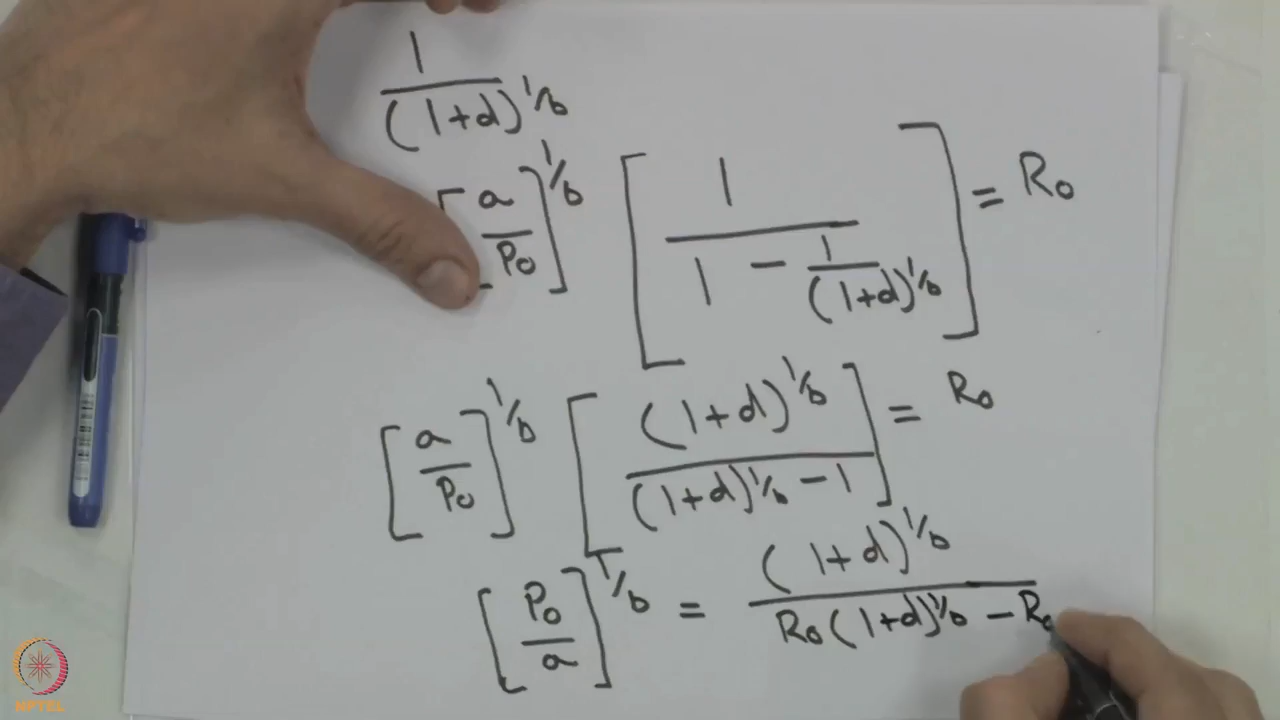 1 / (1+d)^1/b
[a / P0]^1/b [1 / (1 - 1 / (1+d)^1/b)] = R0
[a / P0]^1/b [(1+d)^1/b / ((1+d)^1/b - 1)] = R0
[P0 / a]^1/b = (1+d)^1/b / (R0(1+d)^1/b - R0
NPTEL